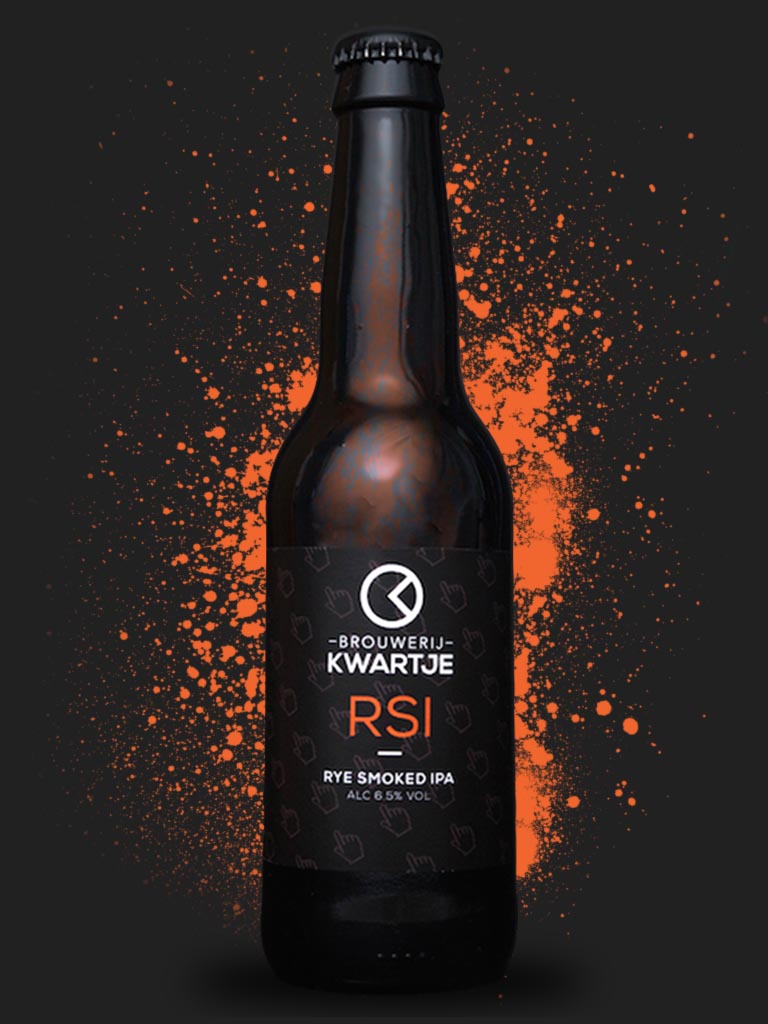 -BROUWERIJ-
KWARTJE
RSI
RYE SMOKED IPA
ALC 6.5% VOL